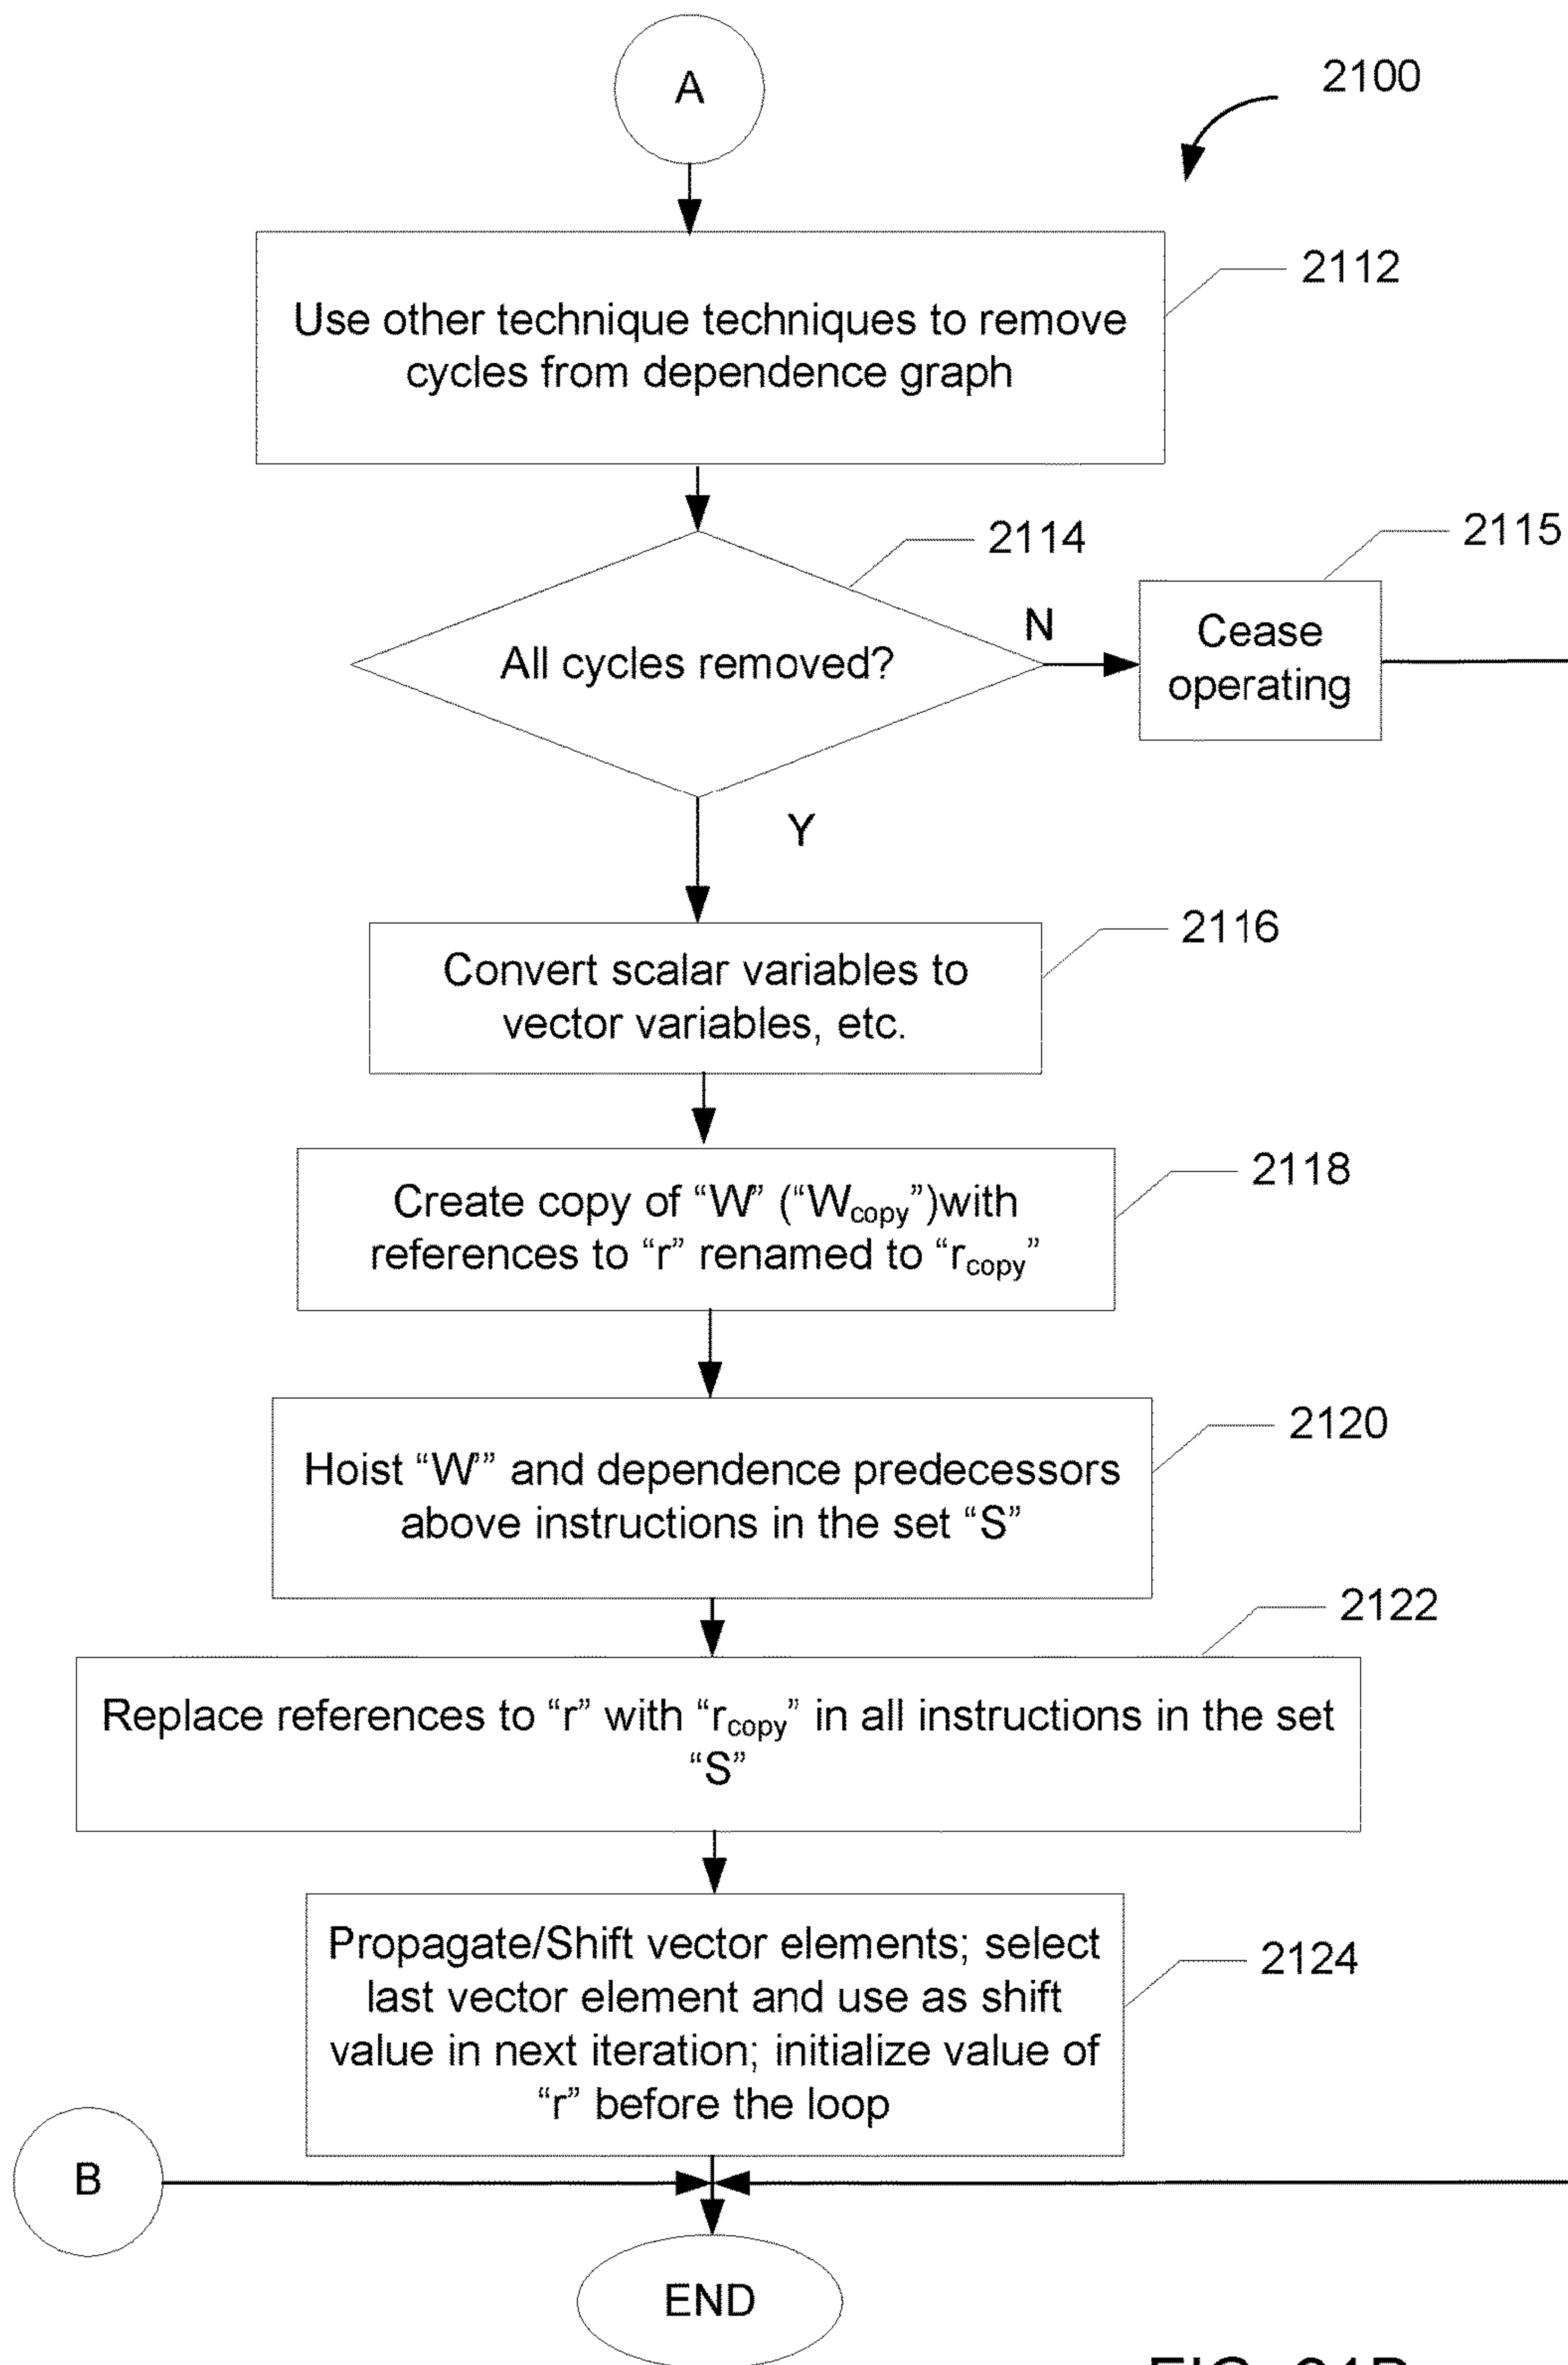 A
2100
2112
Use other technique techniques to remove
cycles from dependence graph
2114
2115
All cycles removed?
N
Cease
operating
Y
2116
Convert scalar variables to
vector variables, etc.
2118
Create copy of “W” (“Wcopy”)with
references to “r” renamed to “rcopy”
2120
Hoist “W’” and dependence predecessors
above instructions in the set “S”
2122
Replace references to “r” with “rcopy” in all instructions in the set
“S”
2124
Propagate/Shift vector elements; select
last vector element and use as shift
value in next iteration; initialize value of
“r” before the loop
B
END